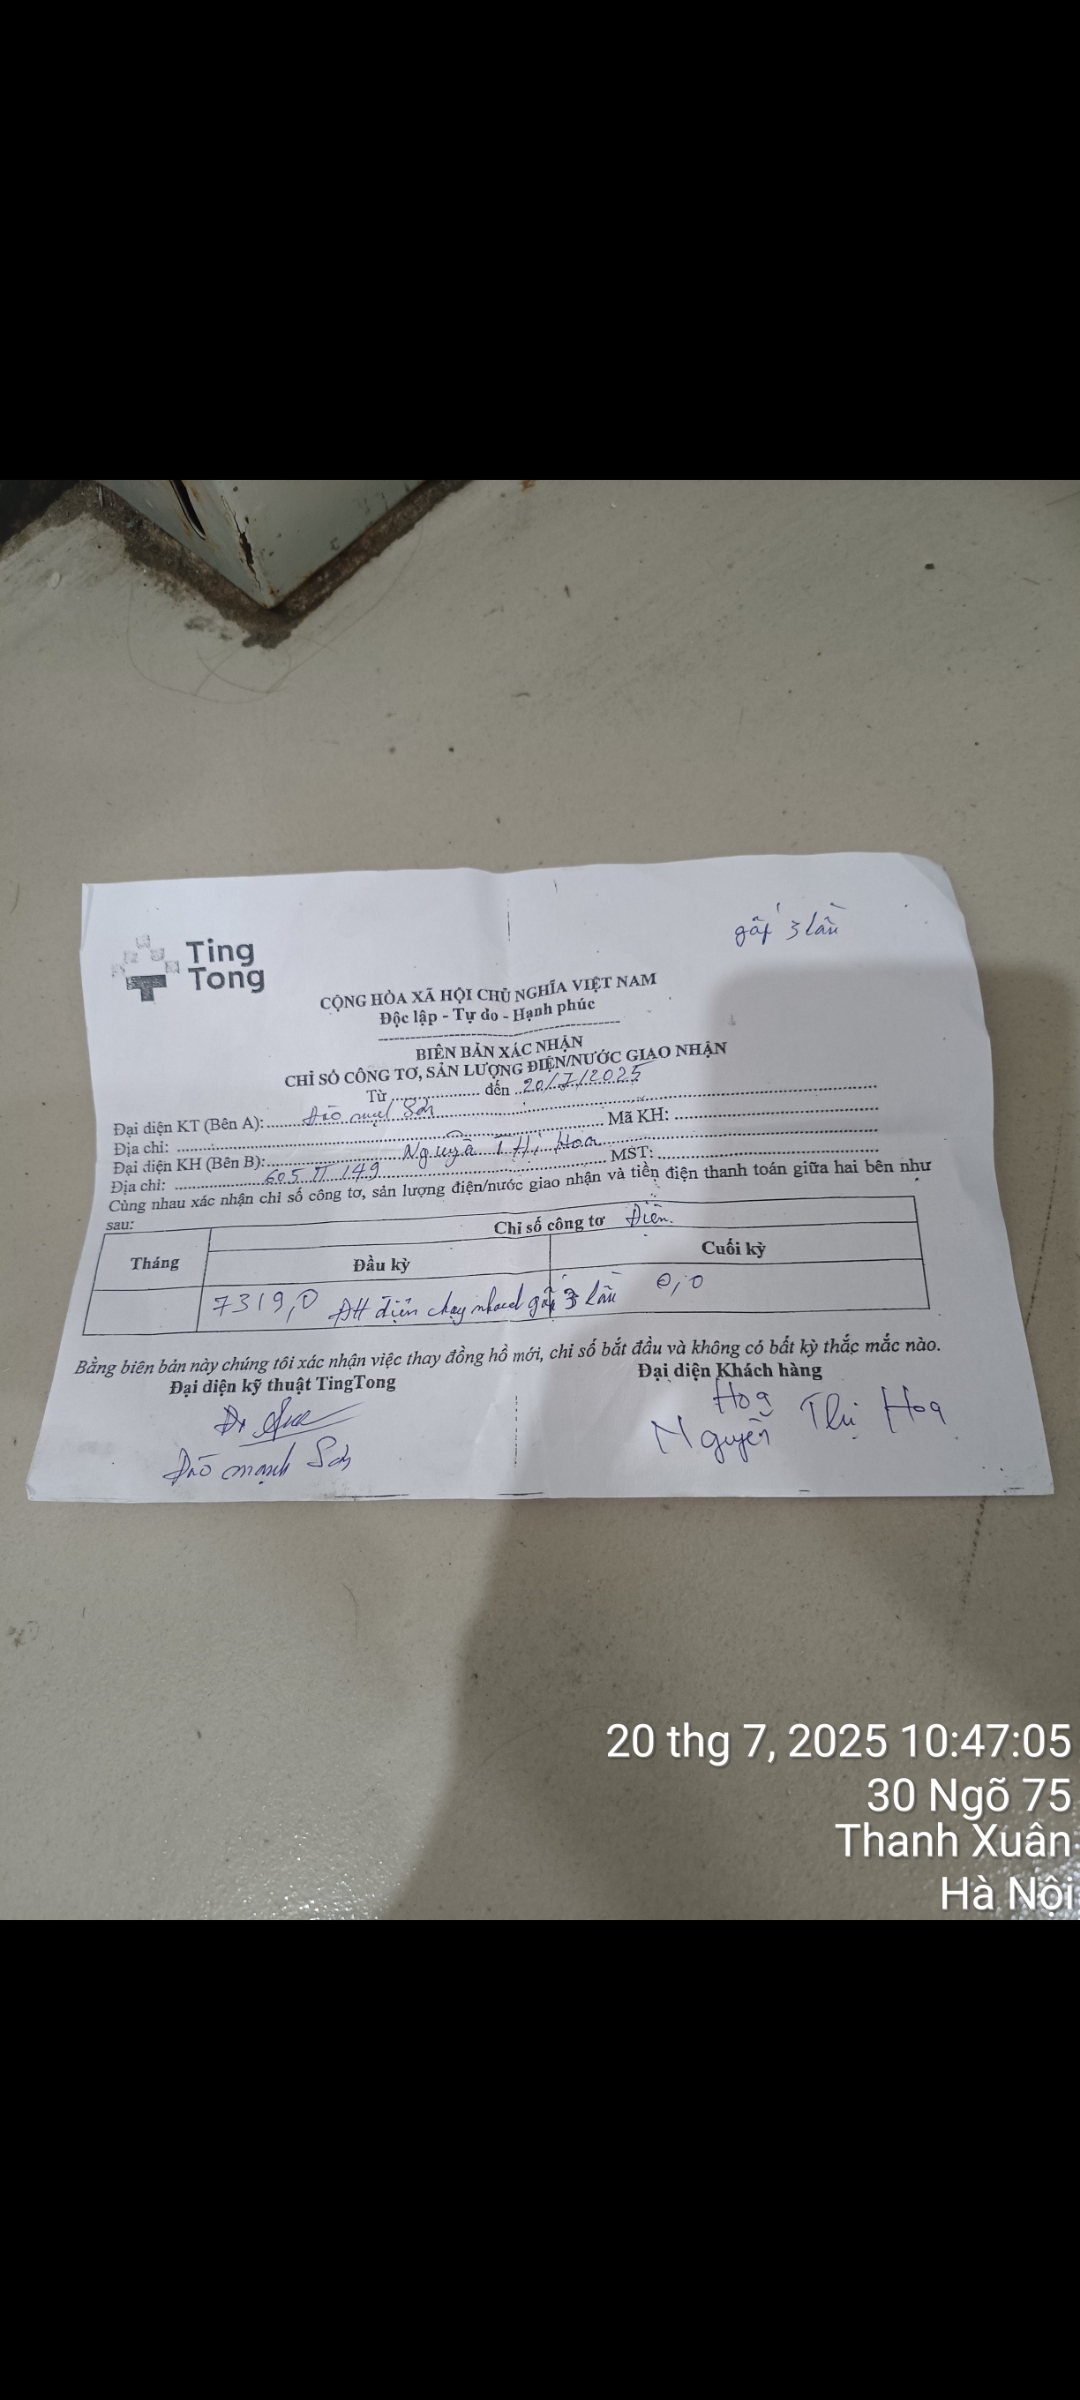 Ting
Tong
gấp 3 lần
CỘNG HÒA XÃ HỘI CHỦ NGHĨA VIỆT NAM
Độc lập - Tự do - Hạnh phúc
BIÊN BẢN XÁC NHẬN
CHỈ SỐ CÔNG TƠ, SẢN LƯỢNG ĐIỆN/NƯỚC GIAO NHẬN
Từ ................ đến 20/7/2025
Đại diện KT (Bên A): Đào mạnh Sơn
Địa chỉ: ........ Mã KH: ........
Đại diện KH (Bên B): Nguyễn Thị Hoa
Địa chỉ: 605 π 149 ........ MST: ........
Cùng nhau xác nhận chỉ số công tơ, sản lượng điện/nước giao nhận và tiền điện thanh toán giữa hai bên như
sau:
Tháng
Chỉ số công tơ Điện.
Đầu kỳ
Cuối kỳ
7319,0 ĐH điện chạy nhanh gấp 3 lần 0,0
Bằng biên bản này chúng tôi xác nhận việc thay đồng hồ mới, chỉ số bắt đầu và không có bất kỳ thắc mắc nào.
Đại diện kỹ thuật TingTong
Đại diện Khách hàng
Đào mạnh Sơn
Hoa
Nguyễn Thị Hoa
20 thg 7, 2025 10:47:05
30 Ngõ 75
Thanh Xuân
Hà Nội